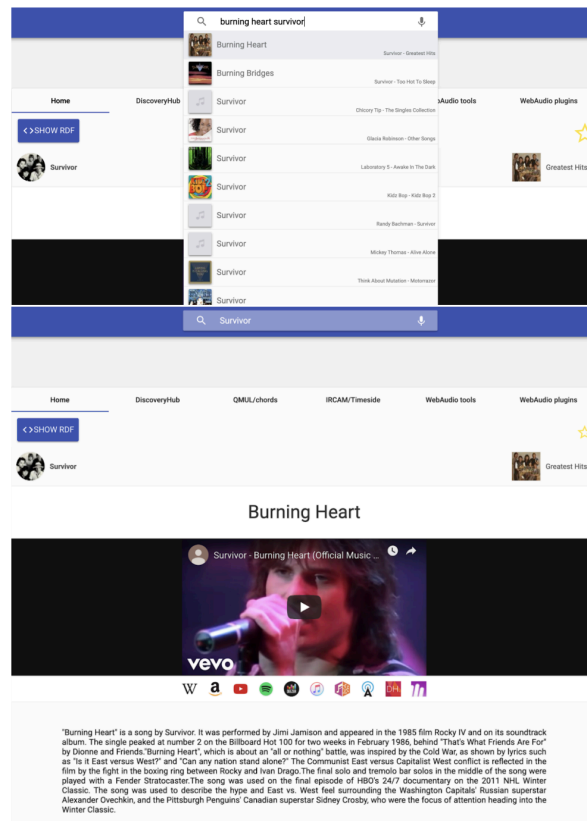 burning heart survivor
Burning Heart
Survivor - Greatest Hits
Burning Bridges
Survivor - Too Hot To Sleep
Survivor
Chicory Tip - The Singles Collection
Survivor
Glacia Robinson - Other Songs
Survivor
Laboratory 5 - Awake In The Dark
Survivor
Kidz Bop - Kidz Bop 2
Survivor
Randy Bachman - Survivor
Survivor
Mickey Thomas - Alive Alone
Survivor
Think About Mutation - Motorrazor
Survivor
Home
DiscoveryHub
bAudio tools
WebAudio plugins
<>SHOW RDF
Survivor
Greatest Hits
Survivor
Home
DiscoveryHub
QMUL/chords
IRCAM/Timeside
WebAudio tools
WebAudio plugins
<>SHOW RDF
Survivor
Greatest Hits
Burning Heart
Survivor - Burning Heart (Official Music ...
vevo
"Burning Heart" is a song by Survivor. It was performed by Jimi Jamison and appeared in the 1985 film Rocky IV and on its soundtrack
album. The single peaked at number 2 on the Billboard Hot 100 for two weeks in February 1986, behind "That's What Friends Are For"
by Dionne and Friends."Burning Heart", which is about an "all or nothing" battle, was inspired by the Cold War, as shown by lyrics such
as "Is it East versus West?" and "Can any nation stand alone?" The Communist East versus Capitalist West conflict is reflected in the
film by the fight in the boxing ring between Rocky and Ivan Drago.The final solo and tremolo bar solos in the middle of the song were
played with a Fender Stratocaster.The song was used on the final episode of HBO's 24/7 documentary on the 2011 NHL Winter
Classic. The song was used to describe the hype and East vs. West feel surrounding the Washington Capitals' Russian superstar
Alexander Ovechkin, and the Pittsburgh Penguins' Canadian superstar Sidney Crosby, who were the focus of attention heading into the
Winter Classic.